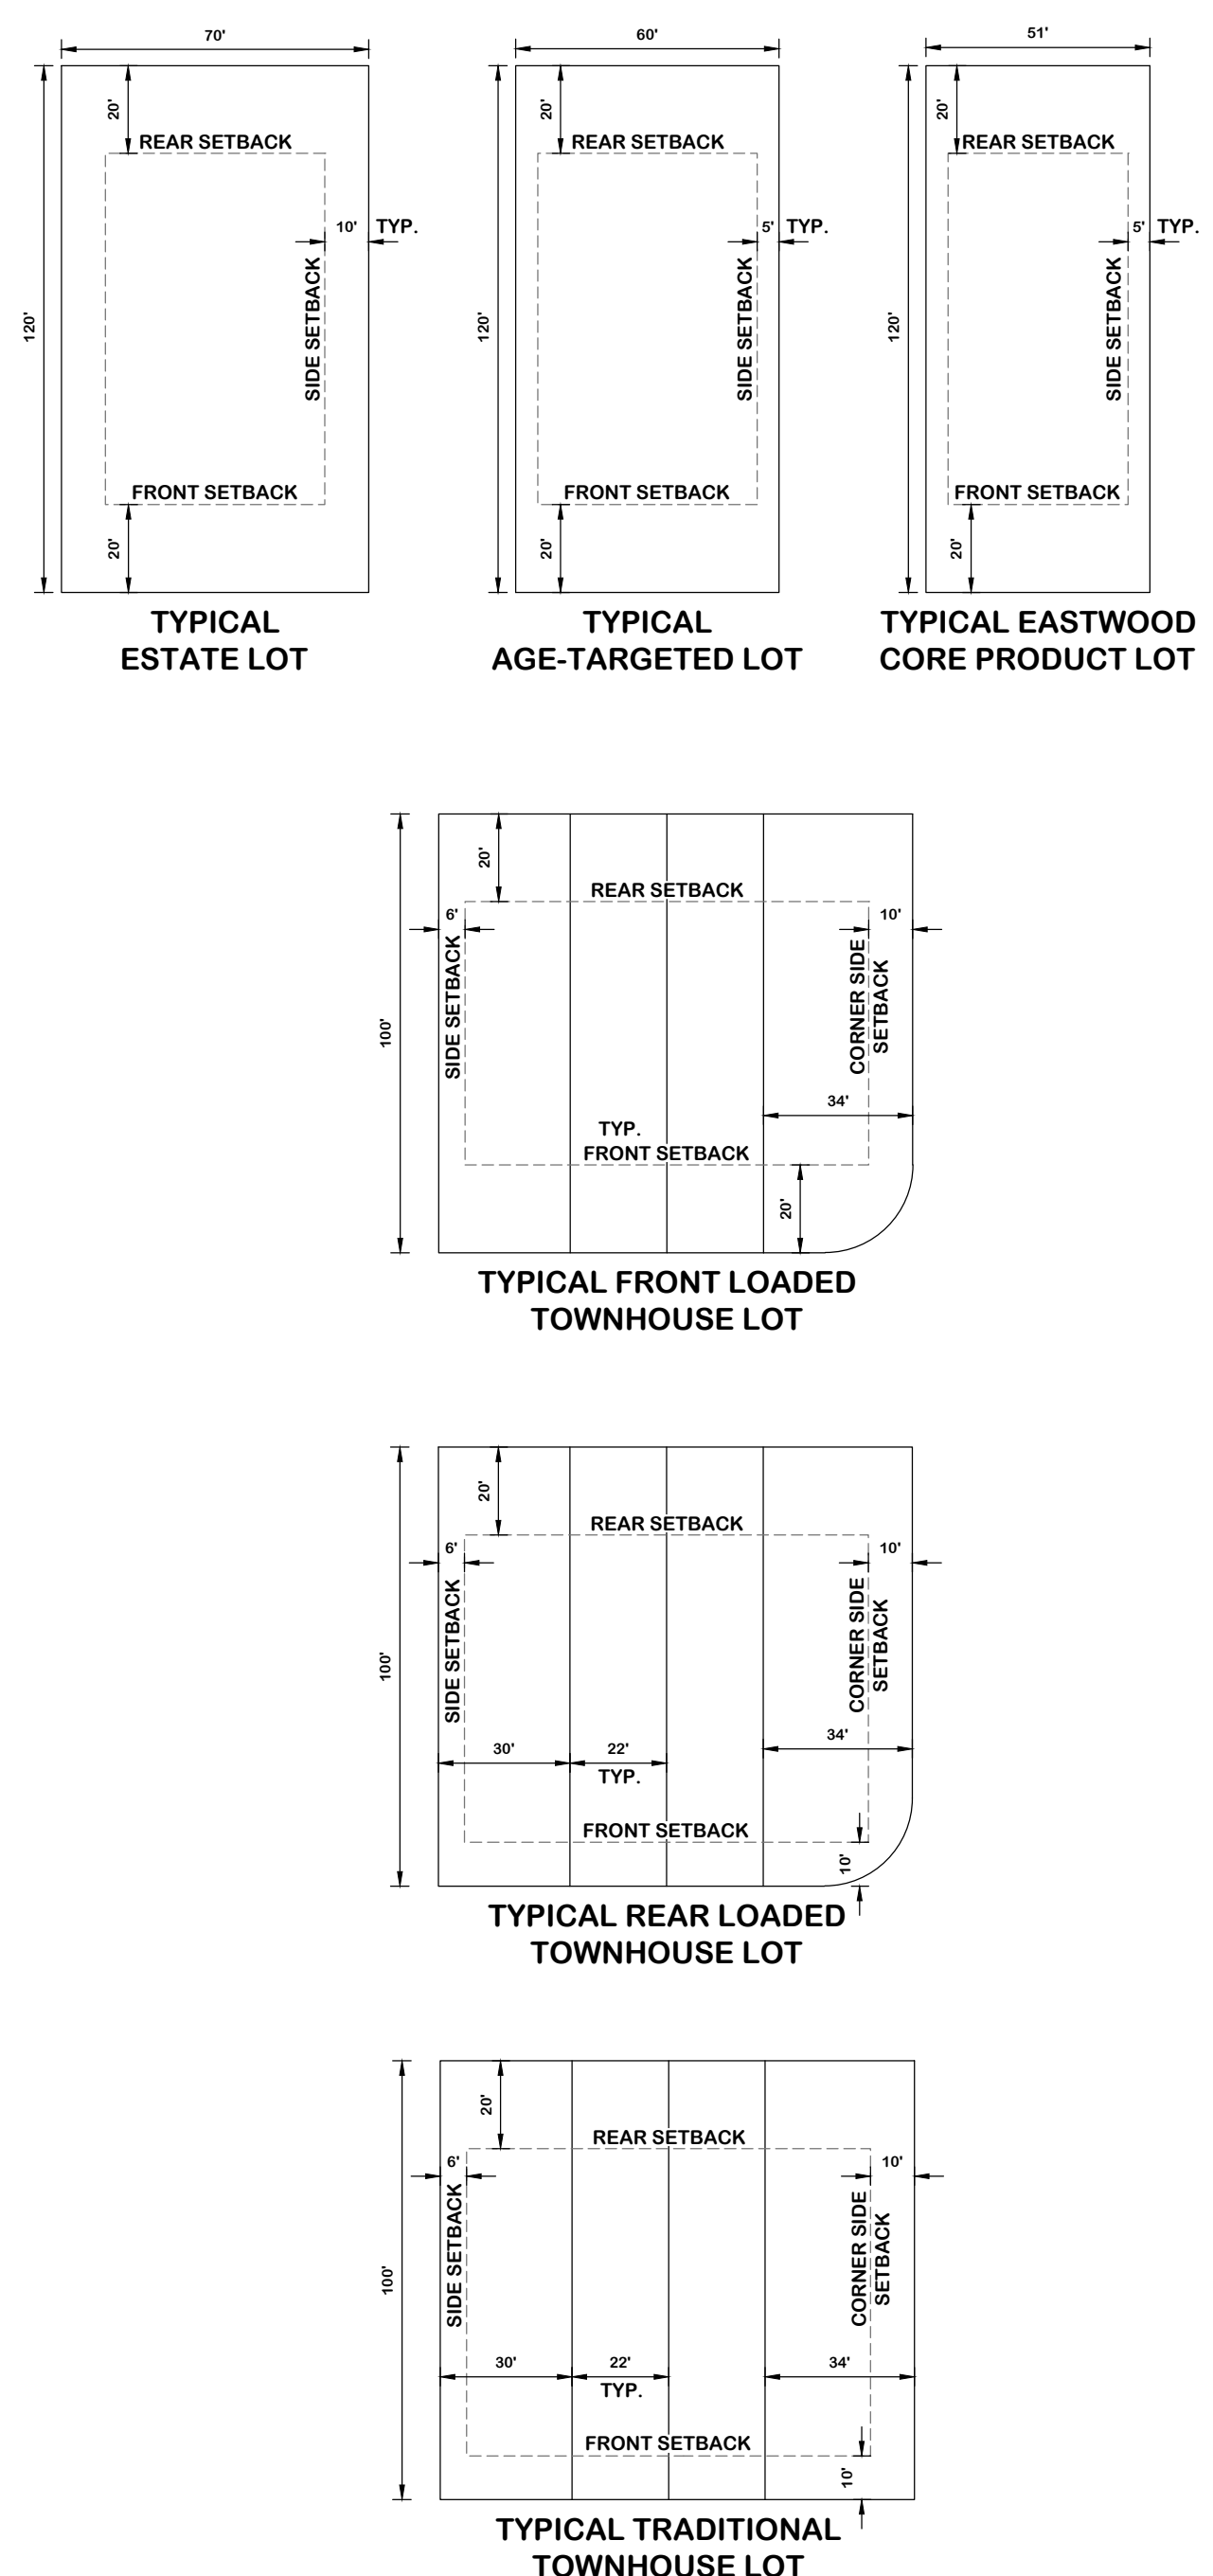 70'
120'
20'
REAR SETBACK
10' TYP.
SIDE SETBACK
FRONT SETBACK
20'
TYPICAL
ESTATE LOT
60'
120'
20'
REAR SETBACK
5' TYP.
SIDE SETBACK
FRONT SETBACK
20'
TYPICAL
AGE-TARGETED LOT
51'
120'
20'
REAR SETBACK
5' TYP.
SIDE SETBACK
FRONT SETBACK
20'
TYPICAL EASTWOOD
CORE PRODUCT LOT
100'
20'
REAR SETBACK
6'
10'
SIDE SETBACK
CORNER SIDE
SETBACK
34'
TYP.
FRONT SETBACK
20'
TYPICAL FRONT LOADED
TOWNHOUSE LOT
100'
20'
REAR SETBACK
6'
10'
SIDE SETBACK
CORNER SIDE
SETBACK
30'
22'
TYP.
34'
FRONT SETBACK
10'
TYPICAL REAR LOADED
TOWNHOUSE LOT
100'
20'
REAR SETBACK
6'
10'
SIDE SETBACK
CORNER SIDE
SETBACK
30'
22'
TYP.
34'
FRONT SETBACK
10'
TYPICAL TRADITIONAL
TOWNHOUSE LOT